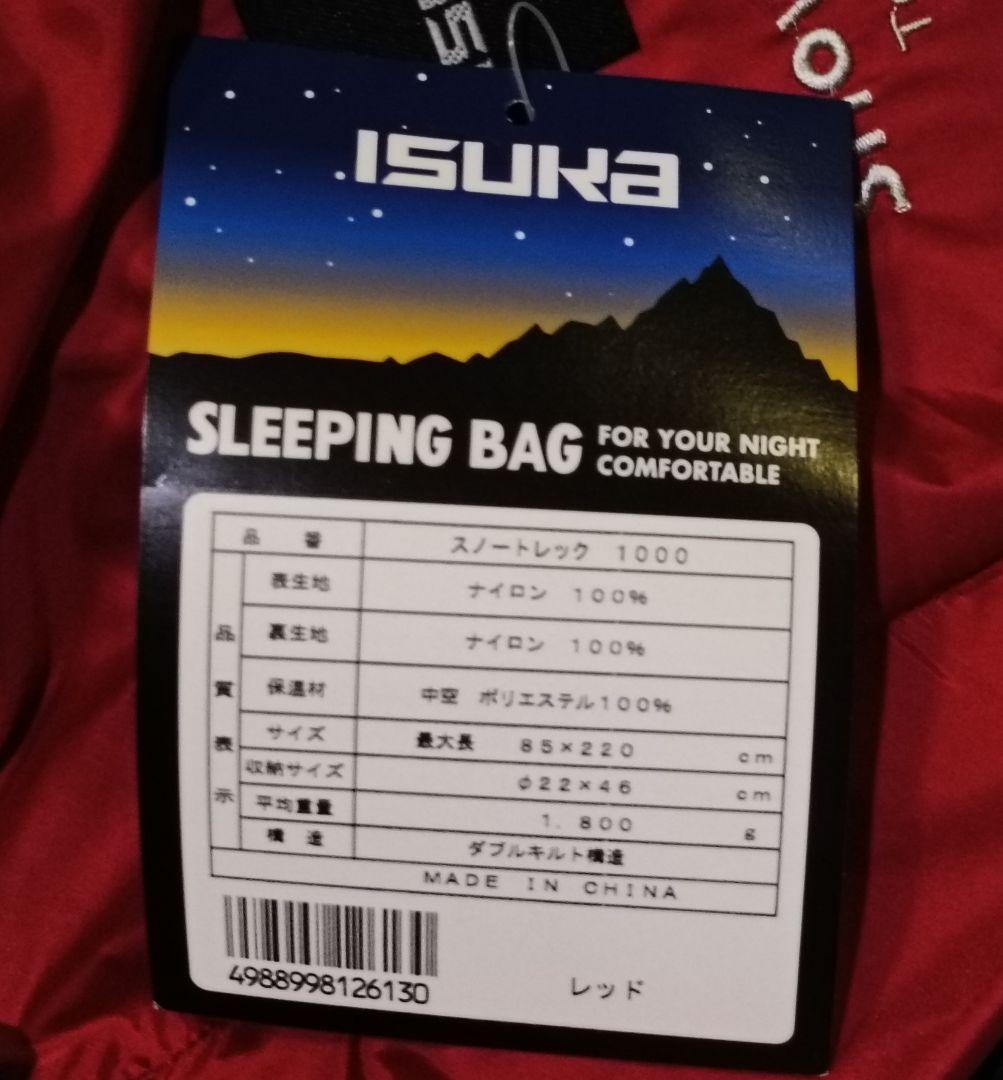 ISUKA
SLEEPING BAG FOR YOUR NIGHT
COMFORTABLE
品 番 スノートレック 1000
品質表示
表生地 ナイロン 100%
裏生地 ナイロン 100%
保温材 中空 ポリエステル100%
サイズ 最大長 85×220 cm
収納サイズ φ22×46 cm
平均重量 1.800 g
構 造 ダブルキルト構造
MADE IN CHINA
4988998126130
レッド